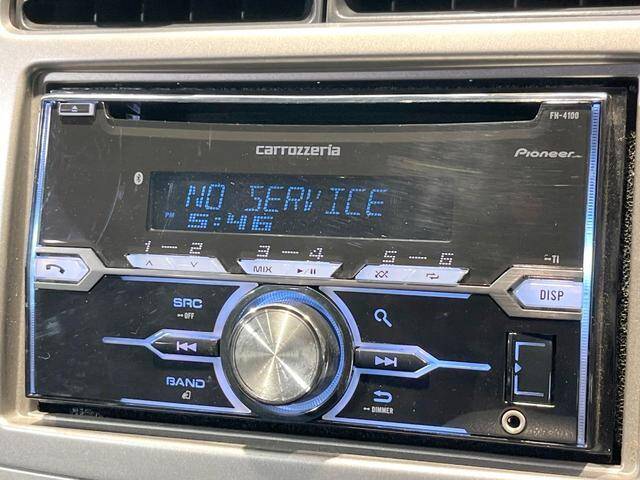 FH-4100
carrozzeria
Pioneer
NO SERVICE
PM 5:46
1 — 2
3 — 4
5 — 6
MIX
TI
DISP
SRC
OFF
BAND
DIMMER